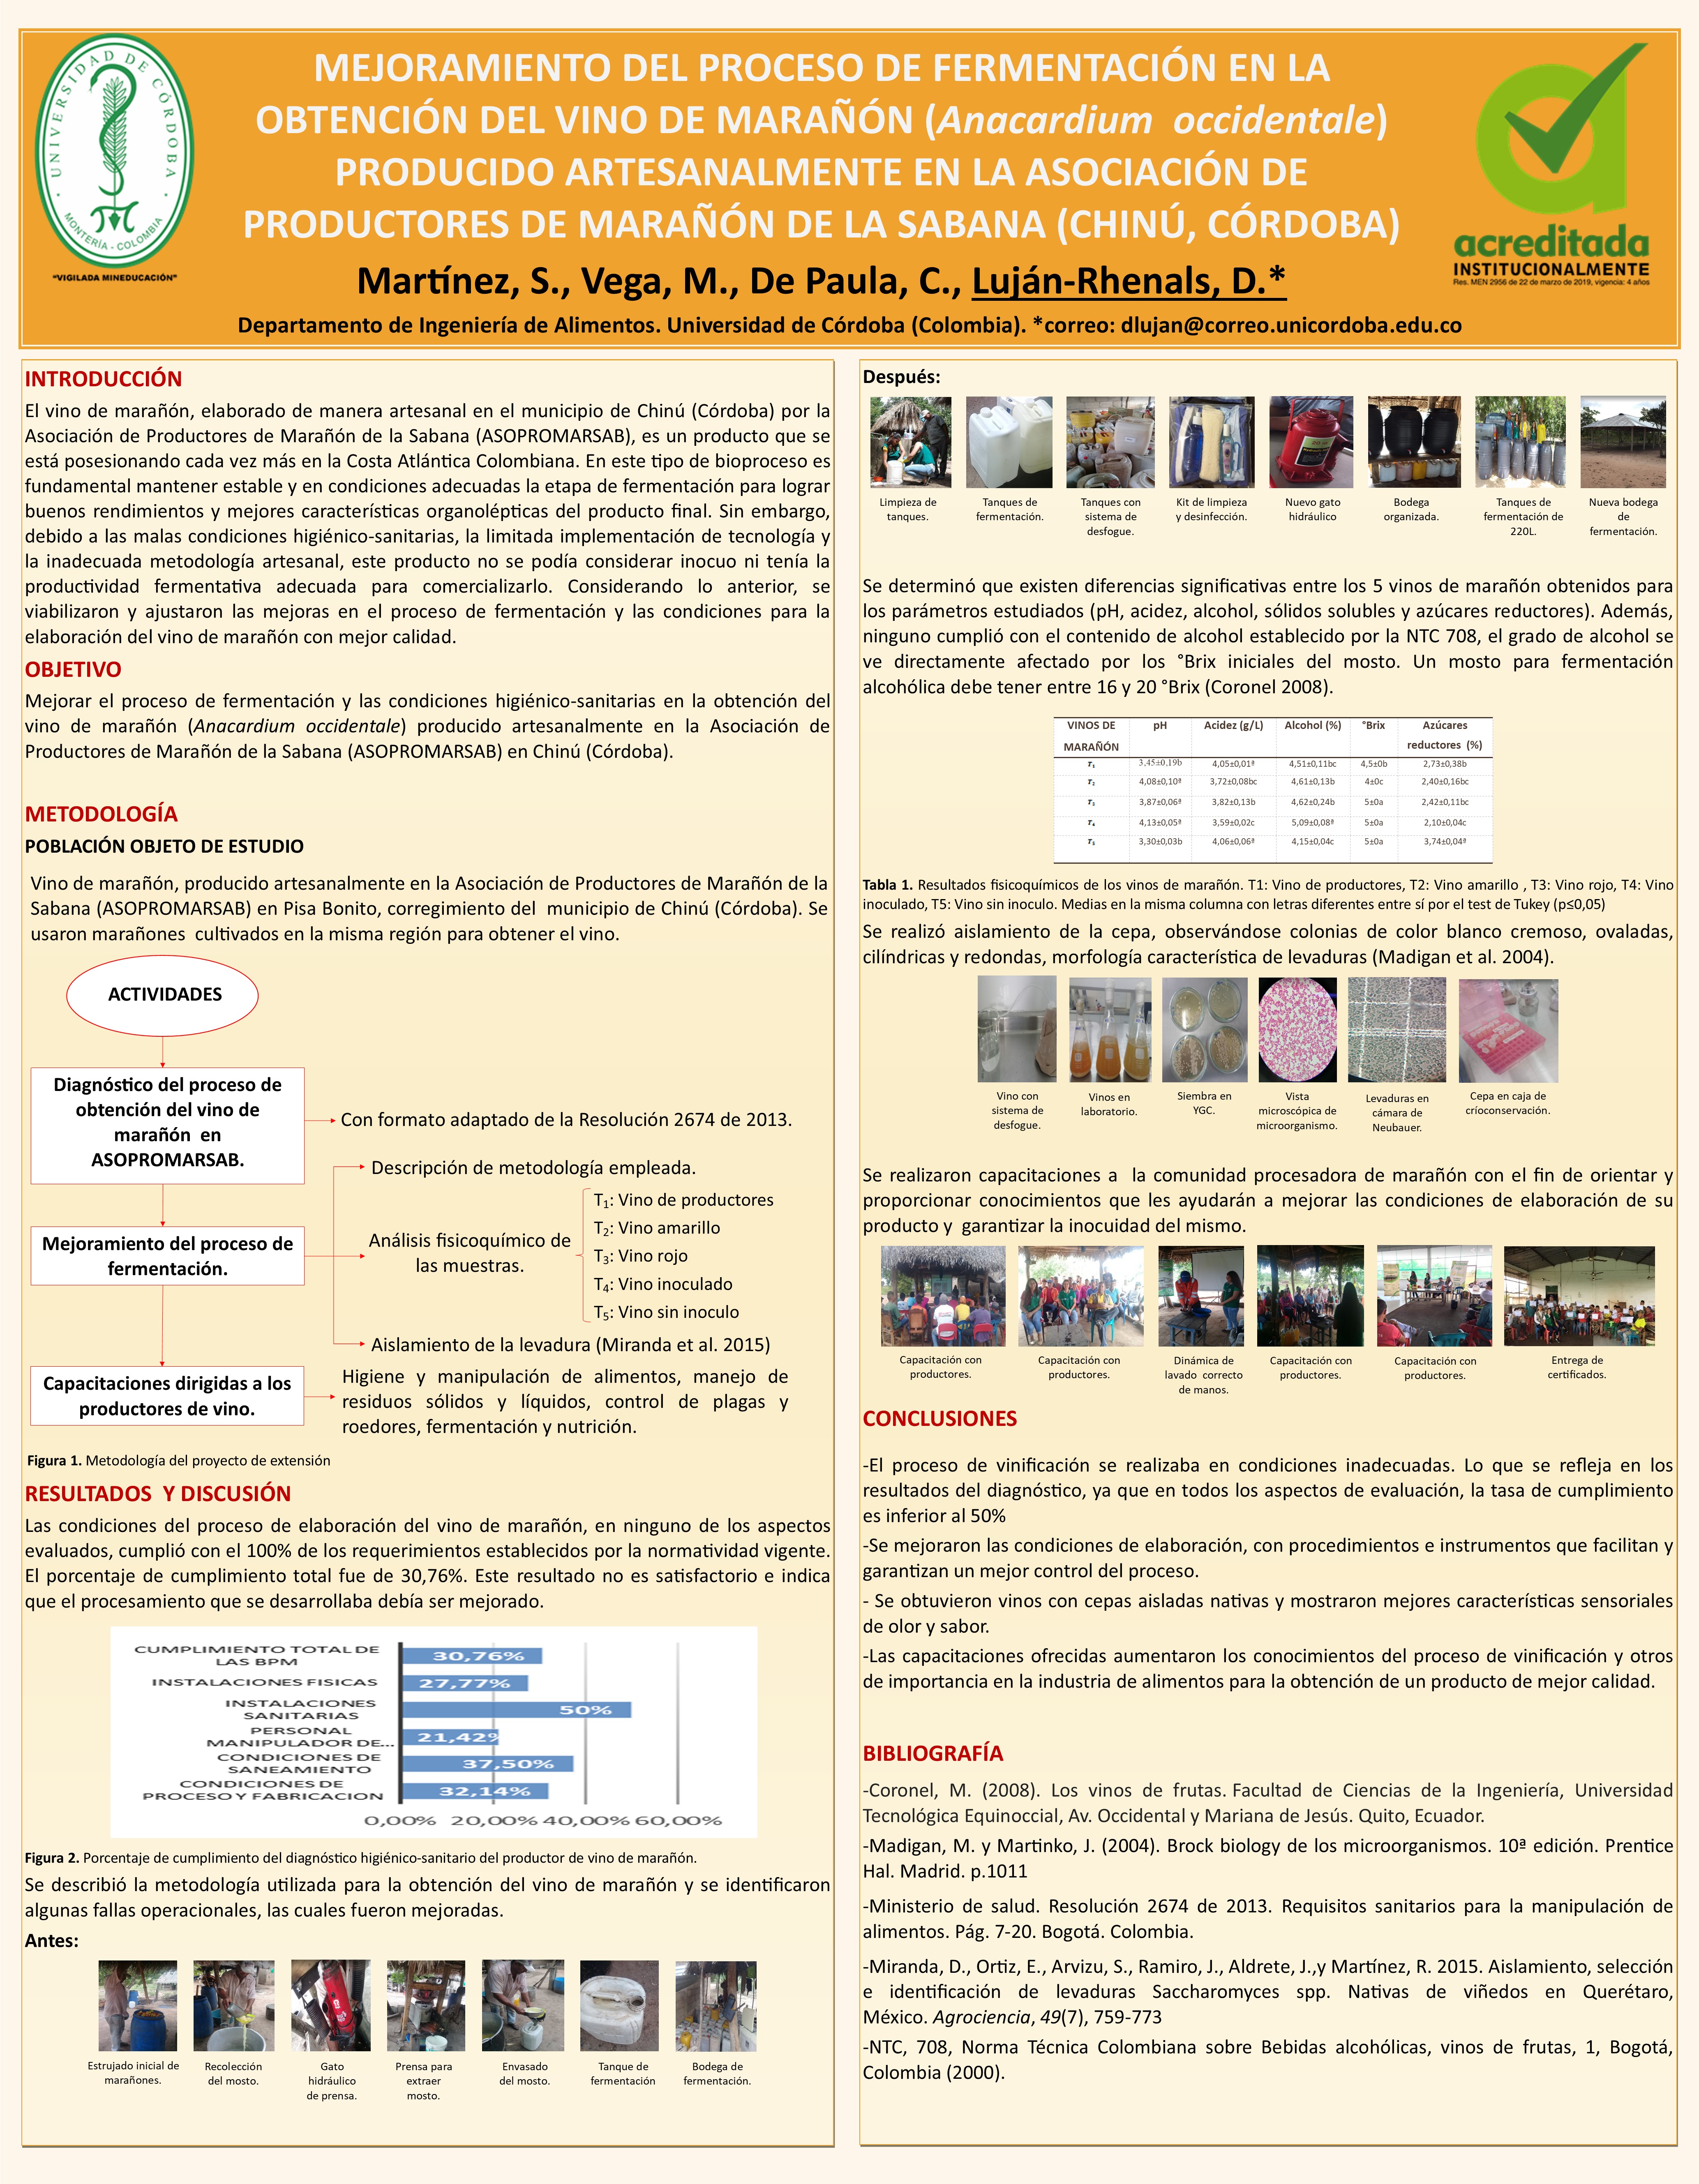 UNIVERSIDAD DE CÓRDOBA
MONTERÍA - COLOMBIA
"VIGILADA MINEDUCACIÓN"
MEJORAMIENTO DEL PROCESO DE FERMENTACIÓN EN LA
OBTENCIÓN DEL VINO DE MARAÑÓN (Anacardium occidentale)
PRODUCIDO ARTESANALMENTE EN LA ASOCIACIÓN DE
PRODUCTORES DE MARAÑÓN DE LA SABANA (CHINÚ, CÓRDOBA)
Martínez, S., Vega, M., De Paula, C., Luján-Rhenals, D.*
Departamento de Ingeniería de Alimentos. Universidad de Córdoba (Colombia). *correo: dlujan@correo.unicordoba.edu.co
acreditada
INSTITUCIONALMENTE
Res. MEN 2956 de 22 de marzo de 2019, vigencia: 4 años
INTRODUCCIÓN
El vino de marañón, elaborado de manera artesanal en el municipio de Chinú (Córdoba) por la
Asociación de Productores de Marañón de la Sabana (ASOPROMARSAB), es un producto que se
está posesionando cada vez más en la Costa Atlántica Colombiana. En este tipo de bioproceso es
fundamental mantener estable y en condiciones adecuadas la etapa de fermentación para lograr
buenos rendimientos y mejores características organolépticas del producto final. Sin embargo,
debido a las malas condiciones higiénico-sanitarias, la limitada implementación de tecnología y
la inadecuada metodología artesanal, este producto no se podía considerar inocuo ni tenía la
productividad fermentativa adecuada para comercializarlo. Considerando lo anterior, se
viabilizaron y ajustaron las mejoras en el proceso de fermentación y las condiciones para la
elaboración del vino de marañón con mejor calidad.
OBJETIVO
Mejorar el proceso de fermentación y las condiciones higiénico-sanitarias en la obtención del
vino de marañón (Anacardium occidentale) producido artesanalmente en la Asociación de
Productores de Marañón de la Sabana (ASOPROMARSAB) en Chinú (Córdoba).
METODOLOGÍA
POBLACIÓN OBJETO DE ESTUDIO
Vino de marañón, producido artesanalmente en la Asociación de Productores de Marañón de la
Sabana (ASOPROMARSAB) en Pisa Bonito, corregimiento del municipio de Chinú (Córdoba). Se
usaron marañones cultivados en la misma región para obtener el vino.
ACTIVIDADES
Diagnóstico del proceso de
obtención del vino de
marañón en
ASOPROMARSAB.
Con formato adaptado de la Resolución 2674 de 2013.
Mejoramiento del proceso de
fermentación.
Descripción de metodología empleada.
Análisis fisicoquímico de
las muestras.
T1: Vino de productores
T2: Vino amarillo
T3: Vino rojo
T4: Vino inoculado
T5: Vino sin inoculo
Aislamiento de la levadura (Miranda et al. 2015)
Capacitaciones dirigidas a los
productores de vino.
Higiene y manipulación de alimentos, manejo de
residuos sólidos y líquidos, control de plagas y
roedores, fermentación y nutrición.
Figura 1. Metodología del proyecto de extensión
RESULTADOS Y DISCUSIÓN
Las condiciones del proceso de elaboración del vino de marañón, en ninguno de los aspectos
evaluados, cumplió con el 100% de los requerimientos establecidos por la normatividad vigente.
El porcentaje de cumplimiento total fue de 30,76%. Este resultado no es satisfactorio e indica
que el procesamiento que se desarrollaba debía ser mejorado.
CUMPLIMIENTO TOTAL DE
LAS BPM
30,76%
INSTALACIONES FISICAS
27,77%
INSTALACIONES
SANITARIAS
50%
PERSONAL
MANIPULADOR DE...
21,42%
CONDICIONES DE
SANEAMIENTO
37,50%
CONDICIONES DE
PROCESO Y FABRICACION
32,14%
0,00% 20,00% 40,00% 60,00%
Figura 2. Porcentaje de cumplimiento del diagnóstico higiénico-sanitario del productor de vino de marañón.
Se describió la metodología utilizada para la obtención del vino de marañón y se identificaron
algunas fallas operacionales, las cuales fueron mejoradas.
Antes:
Estrujado inicial de
marañones.
Recolección
del mosto.
Gato
hidráulico
de prensa.
Prensa para
extraer
mosto.
Envasado
del mosto.
Tanque de
fermentación
Bodega de
fermentación.
Después:
Limpieza de
tanques.
Tanques de
fermentación.
Tanques con
sistema de
desfogue.
Kit de limpieza
y desinfección.
Nuevo gato
hidráulico
Bodega
organizada.
Tanques de
fermentación de
220L.
Nueva bodega
de
fermentación.
Se determinó que existen diferencias significativas entre los 5 vinos de marañón obtenidos para
los parámetros estudiados (pH, acidez, alcohol, sólidos solubles y azúcares reductores). Además,
ninguno cumplió con el contenido de alcohol establecido por la NTC 708, el grado de alcohol se
ve directamente afectado por los °Brix iniciales del mosto. Un mosto para fermentación
alcohólica debe tener entre 16 y 20 °Brix (Coronel 2008).
VINOS DE MARAÑÓN pH Acidez (g/L) Alcohol (%) °Brix Azúcares reductores (%)
T1 3,45±0,19b 4,05±0,01ª 4,51±0,11bc 4,5±0b 2,73±0,38b
T2 4,08±0,10ª 3,72±0,08bc 4,61±0,13b 4±0c 2,40±0,16bc
T3 3,87±0,06ª 3,82±0,13b 4,62±0,24b 5±0a 2,42±0,11bc
T4 4,13±0,05ª 3,59±0,02c 5,09±0,08ª 5±0a 2,10±0,04c
T5 3,30±0,03b 4,06±0,06ª 4,15±0,04c 5±0a 3,74±0,04ª
Tabla 1. Resultados fisicoquímicos de los vinos de marañón. T1: Vino de productores, T2: Vino amarillo , T3: Vino rojo, T4: Vino
inoculado, T5: Vino sin inoculo. Medias en la misma columna con letras diferentes entre sí por el test de Tukey (p≤0,05)
Se realizó aislamiento de la cepa, observándose colonias de color blanco cremoso, ovaladas,
cilíndricas y redondas, morfología característica de levaduras (Madigan et al. 2004).
Vino con
sistema de
desfogue.
Vinos en
laboratorio.
Siembra en
YGC.
Vista
microscópica de
microorganismo.
Levaduras en
cámara de
Neubauer.
Cepa en caja de
críoconservación.
Se realizaron capacitaciones a la comunidad procesadora de marañón con el fin de orientar y
proporcionar conocimientos que les ayudarán a mejorar las condiciones de elaboración de su
producto y garantizar la inocuidad del mismo.
Capacitación con
productores.
Capacitación con
productores.
Dinámica de
lavado correcto
de manos.
Capacitación con
productores.
Capacitación con
productores.
Entrega de
certificados.
CONCLUSIONES
-El proceso de vinificación se realizaba en condiciones inadecuadas. Lo que se refleja en los
resultados del diagnóstico, ya que en todos los aspectos de evaluación, la tasa de cumplimiento
es inferior al 50%
-Se mejoraron las condiciones de elaboración, con procedimientos e instrumentos que facilitan y
garantizan un mejor control del proceso.
- Se obtuvieron vinos con cepas aisladas nativas y mostraron mejores características sensoriales
de olor y sabor.
-Las capacitaciones ofrecidas aumentaron los conocimientos del proceso de vinificación y otros
de importancia en la industria de alimentos para la obtención de un producto de mejor calidad.
BIBLIOGRAFÍA
-Coronel, M. (2008). Los vinos de frutas. Facultad de Ciencias de la Ingeniería, Universidad
Tecnológica Equinoccial, Av. Occidental y Mariana de Jesús. Quito, Ecuador.
-Madigan, M. y Martinko, J. (2004). Brock biology de los microorganismos. 10ª edición. Prentice
Hal. Madrid. p.1011
-Ministerio de salud. Resolución 2674 de 2013. Requisitos sanitarios para la manipulación de
alimentos. Pág. 7-20. Bogotá. Colombia.
-Miranda, D., Ortiz, E., Arvizu, S., Ramiro, J., Aldrete, J.,y Martínez, R. 2015. Aislamiento, selección
e identificación de levaduras Saccharomyces spp. Nativas de viñedos en Querétaro,
México. Agrociencia, 49(7), 759-773
-NTC, 708, Norma Técnica Colombiana sobre Bebidas alcohólicas, vinos de frutas, 1, Bogotá,
Colombia (2000).